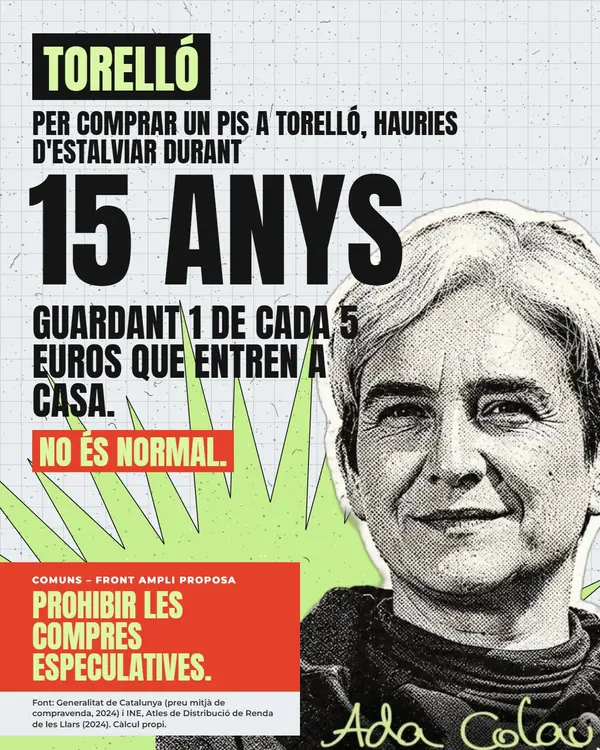 TORELLÓ
PER COMPRAR UN PIS A TORELLÓ, HAURIES
D'ESTALVIAR DURANT
15 ANYS
GUARDANT 1 DE CADA 5
EUROS QUE ENTREN A
CASA.
NO ÉS NORMAL.
COMUNS – FRONT AMPLI PROPOSA
PROHIBIR LES
COMPRES
ESPECULATIVES.
Font: Generalitat de Catalunya (preu mitjà de
compravenda, 2024) i INE, Atles de Distribució de Renda
de les Llars (2024). Càlcul propi.
Ada Colau